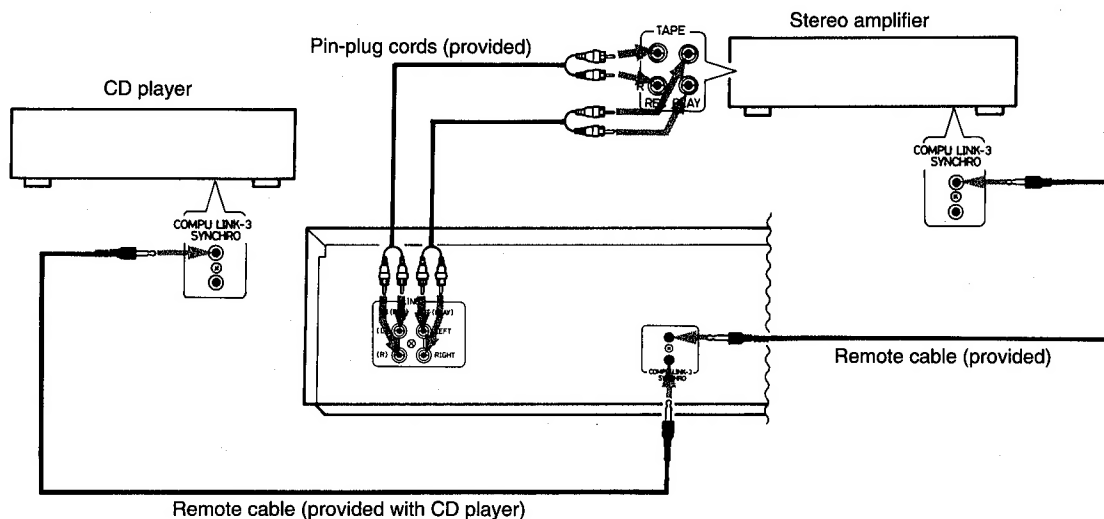 Stereo amplifier
Pin-plug cords (provided)
TAPE
R
PLAY
CD player
COMPU LINK-3
SYNCHRO
COMPU LINK-3
SYNCHRO
LEFT
(R)
RIGHT
COMPU LINK-3
SYNCHRO
Remote cable (provided)
Remote cable (provided with CD player)